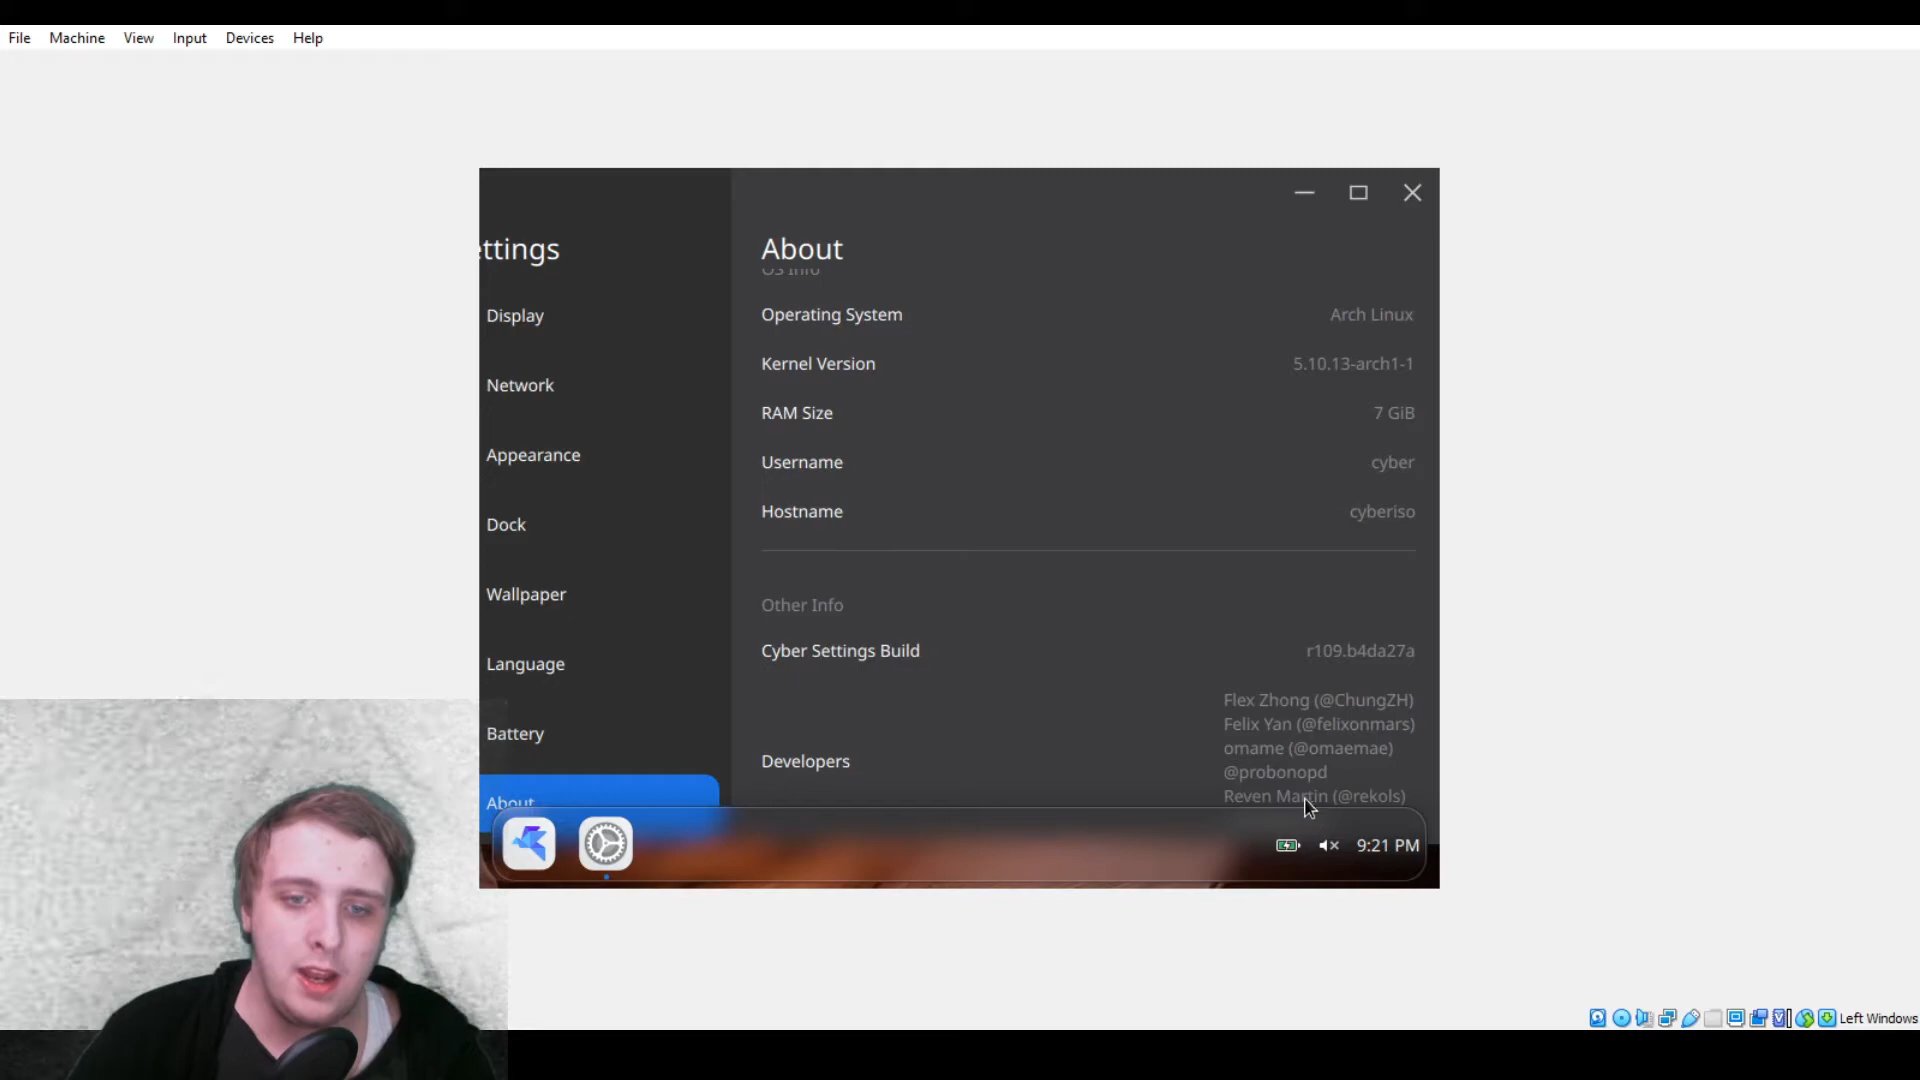 File Machine View Input Devices Help
ettings
Display
Network
Appearance
Dock
Wallpaper
Language
Battery
About
About
OS Info
Operating System Arch Linux
Kernel Version 5.10.13-arch1-1
RAM Size 7 GiB
Username cyber
Hostname cyberiso
Other Info
Cyber Settings Build r109.b4da27a
Developers
Flex Zhong (@ChungZH)
Felix Yan (@felixonmars)
omame (@omaemae)
@probonopd
Reven Martin (@rekols)
9:21 PM
Left Windows